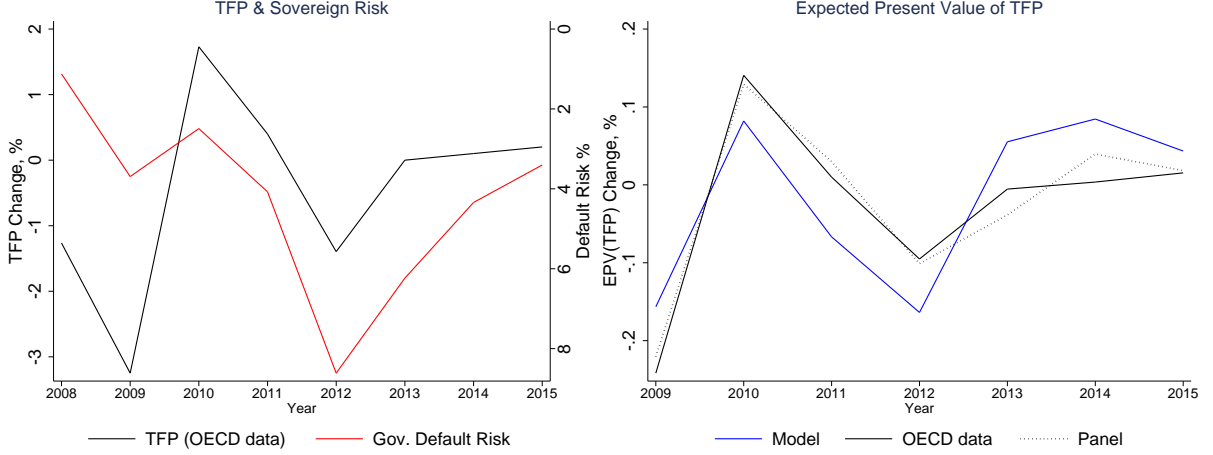 TFP & Sovereign Risk
2
1
0
-1
-2
-3
TFP Change, %
0
2
4
6
8
Default Risk %
2008 2009 2010 2011 2012 2013 2014 2015
Year
TFP (OECD data) Gov. Default Risk
Expected Present Value of TFP
.2
.1
0
-.1
-.2
EPV(TFP) Change, %
2009 2010 2011 2012 2013 2014 2015
Year
Model OECD data Panel